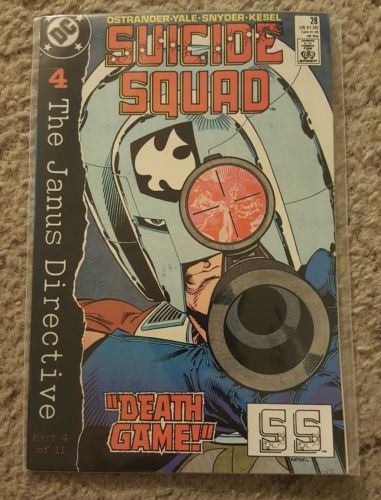 OSTRANDER · YALE · SNYDER · KESEL
DC
SUICIDE
SQUAD
TM
28
US $1.00
4 The Janus Directive
Part 4
of 11
"DEATH
GAME!"
SS